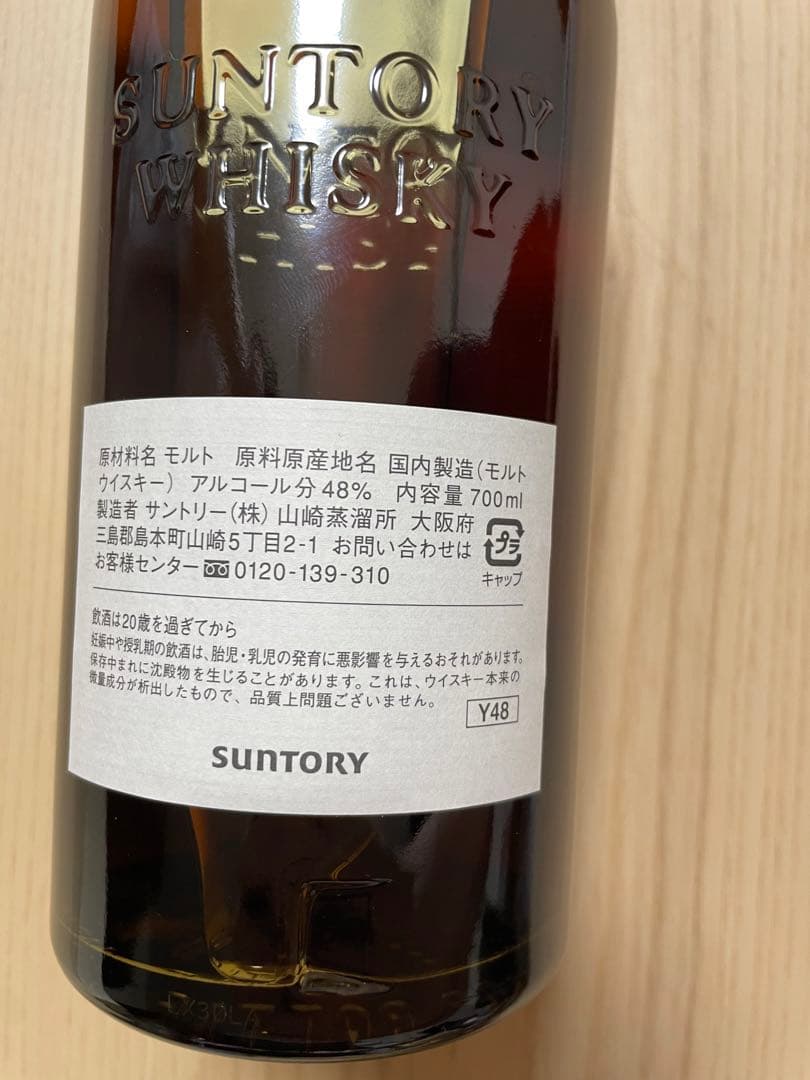 SUNTORY
WHISKY
原材料名 モルト 原料原産地名 国内製造(モルト
ウイスキー) アルコール分48% 内容量700ml
製造者 サントリー(株)山崎蒸溜所 大阪府
三島郡島本町山崎5丁目2-1 お問い合わせは
お客様センター 0120-139-310
プラ
キャップ
飲酒は20歳を過ぎてから
妊娠中や授乳期の飲酒は、胎児・乳児の発育に悪影響を与えるおそれがあります。
保存中まれに沈殿物を生じることがあります。これは、ウイスキー本来の
微量成分が析出したもので、品質上問題ございません。
Y48
SUNTORY